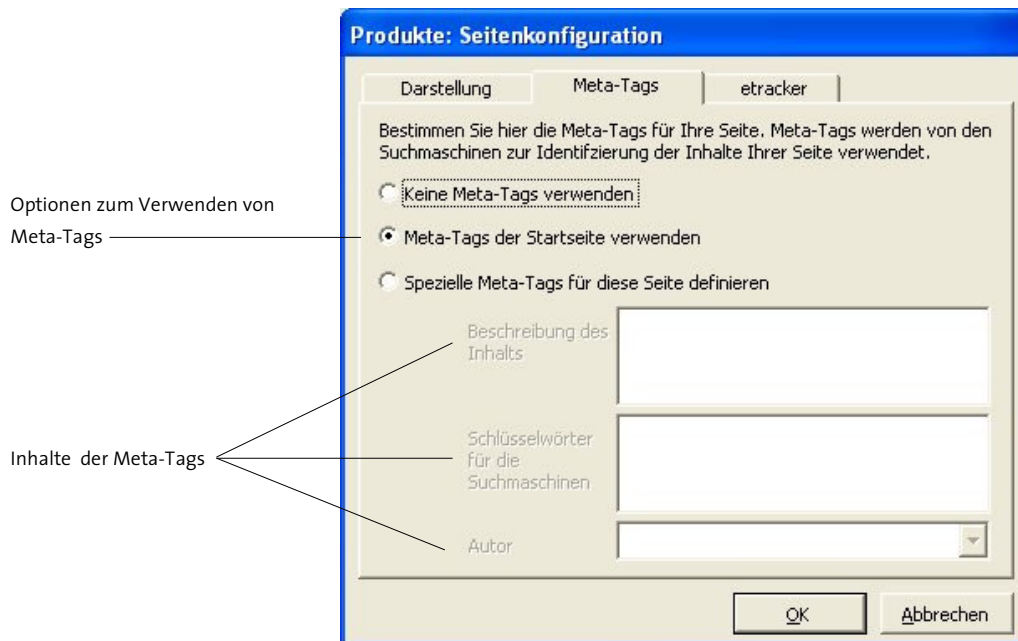 Produkte: Seitenkonfiguration
Darstellung
Meta-Tags
etracker
Bestimmen Sie hier die Meta-Tags für Ihre Seite. Meta-Tags werden von den
Suchmaschinen zur Identifzierung der Inhalte Ihrer Seite verwendet.
Keine Meta-Tags verwenden
Optionen zum Verwenden von
Meta-Tags
Meta-Tags der Startseite verwenden
Spezielle Meta-Tags für diese Seite definieren
Beschreibung des
Inhalts
Inhalte der Meta-Tags
Schlüsselwörter
für die
Suchmaschinen
Autor
OK
Abbrechen